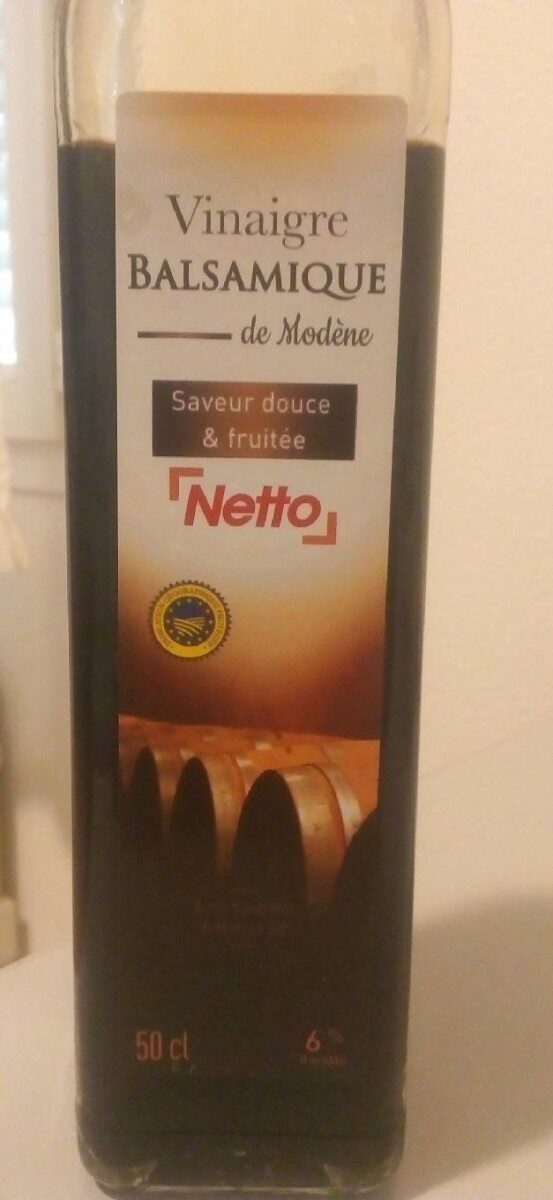 Vinaigre
BALSAMIQUE
de Modène
Saveur douce
& fruitée
Netto
50 cl
6 %